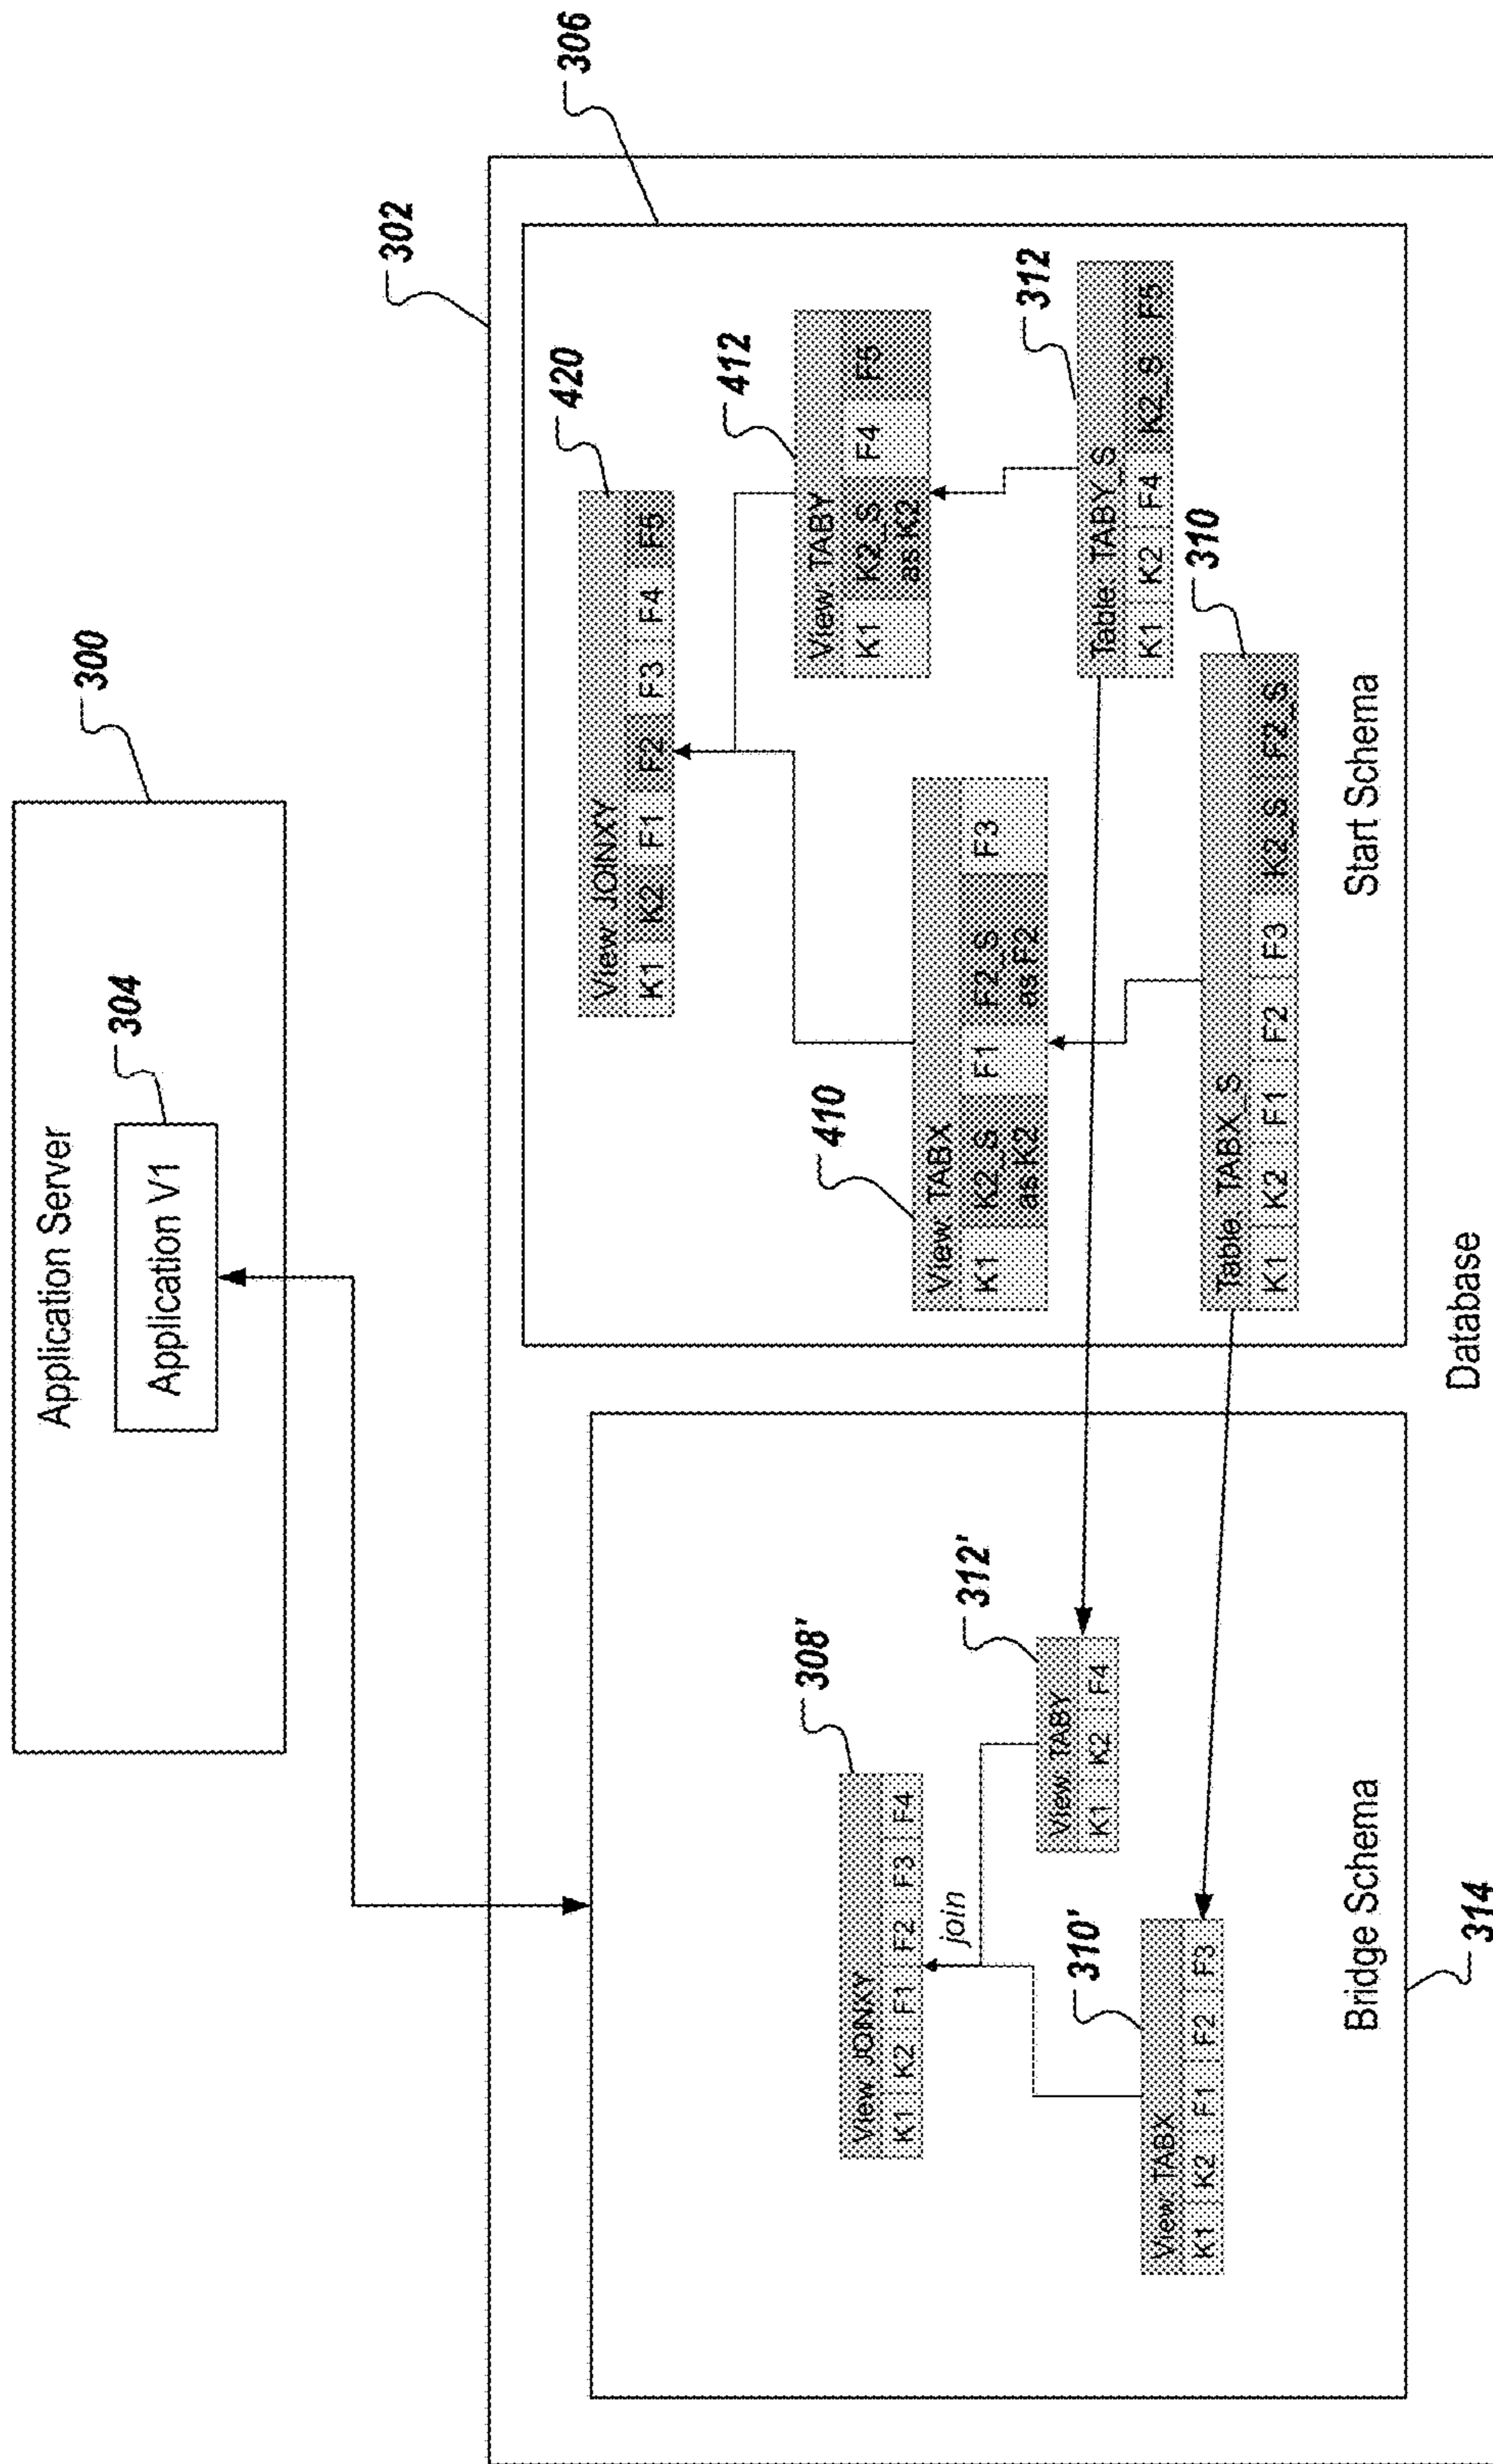 Application Server
300
304
Application V1
302
306
420
View: JOINXY
K1 K2 F1 F2 F3 F4 F5
412
View: TABY
K1 K2_S as K2 F4 F5
410
View: TABX
K1 K2_S as K2 F1 F2_S as F2 F3
312
Table: TABY_S
K1 K2 F4 K2_S F5
310
Table: TABX_S
K1 K2 F1 F2 F3 K2_S F2_S
Start Schema
308'
View JOINXY
K1 K2 F1 F2 F3 F4
join
312'
View: TABY
K1 K2 F4
310'
View: TABX
K1 K2 F1 F2 F3
Bridge Schema
314
Database